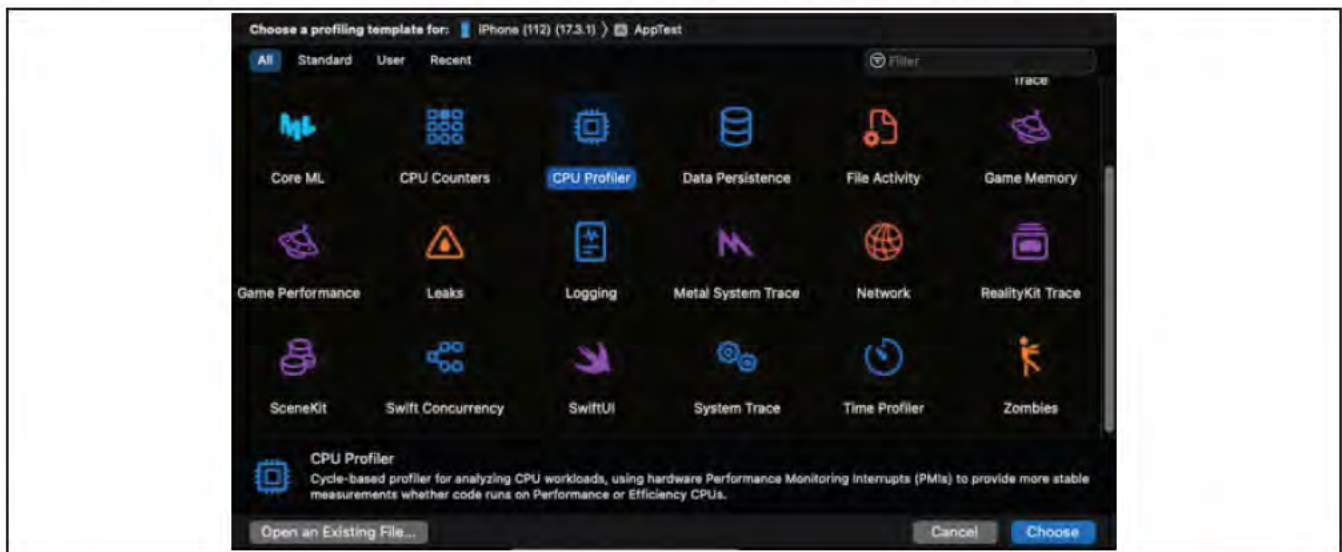 Choose a profiling template for: iPhone (112) (17.3.1) 〉 AppTest
All Standard User Recent Filter
Trace
Core ML CPU Counters CPU Profiler Data Persistence File Activity Game Memory
Game Performance Leaks Logging Metal System Trace Network RealityKit Trace
SceneKit Swift Concurrency SwiftUI System Trace Time Profiler Zombies
CPU Profiler
Cycle-based profiler for analyzing CPU workloads, using hardware Performance Monitoring Interrupts (PMIs) to provide more stable
measurements whether code runs on Performance or Efficiency CPUs.
Open an Existing File... Cancel Choose